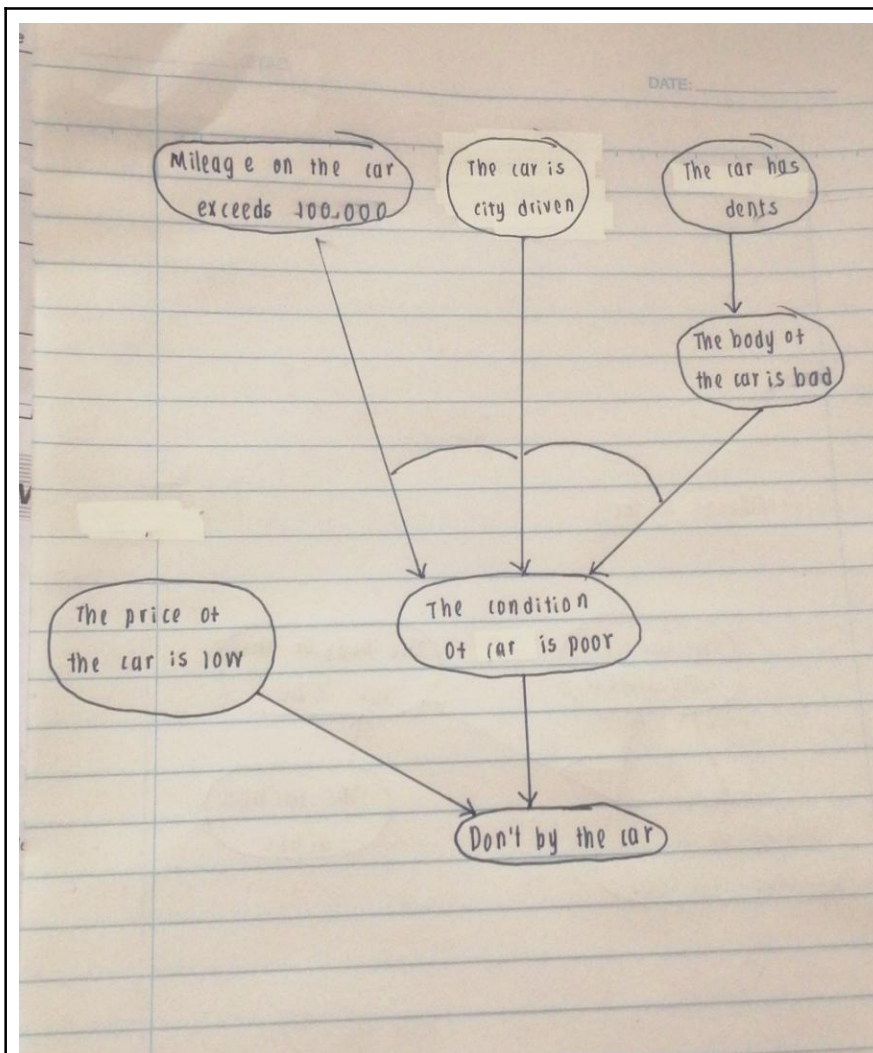 DATE:
Mileage on the car
exceeds 100,000
The car is
city driven
The car has
dents
The body of
the car is bad
The price of
the car is low
The condition
of car is poor
Don't by the car